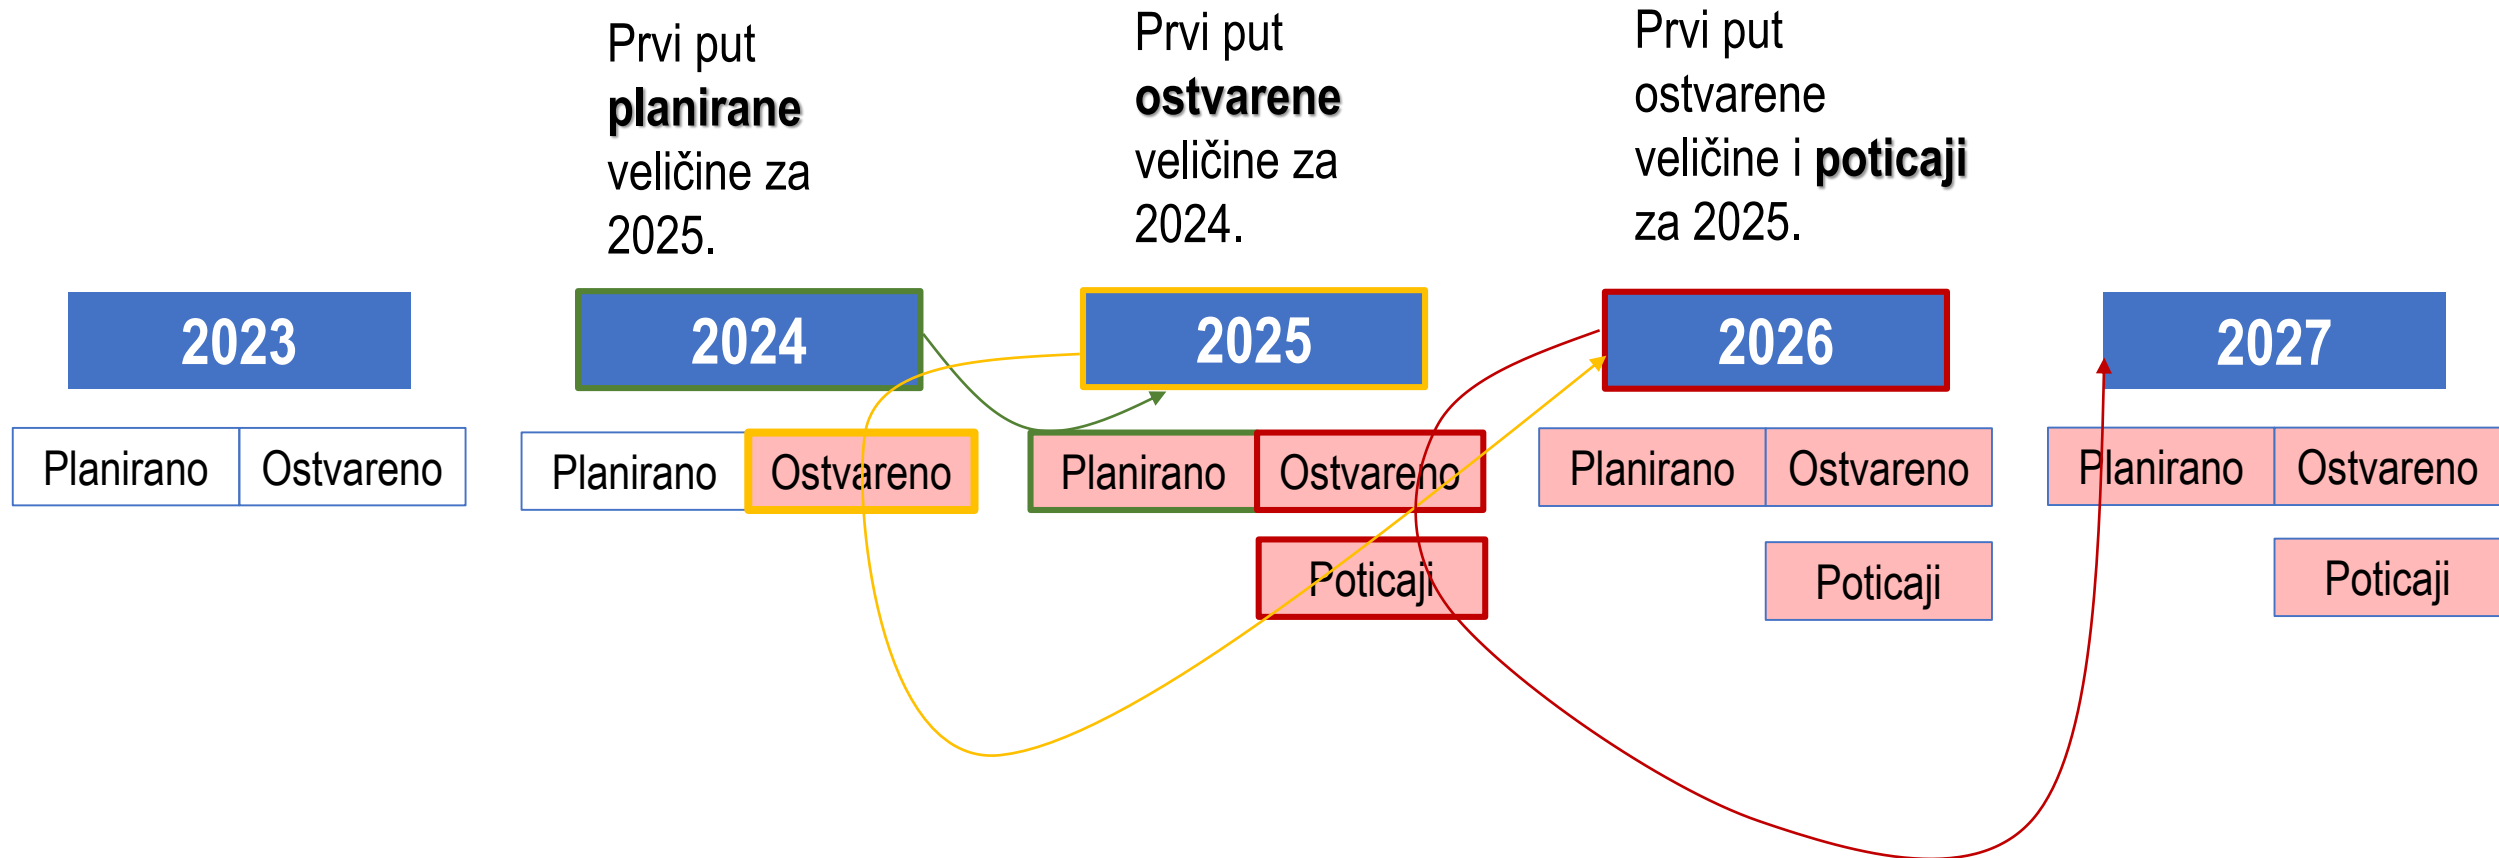 Prvi put
planirane
veličine za
2025.
Prvi put
ostvarene
veličine za
2024.
Prvi put
ostvarene
veličine i poticaji
za 2025.
2023
2024
2025
2026
2027
Planirano
Ostvareno
Planirano
Ostvareno
Planirano
Ostvareno
Planirano
Ostvareno
Planirano
Ostvareno
Poticaji
Poticaji
Poticaji